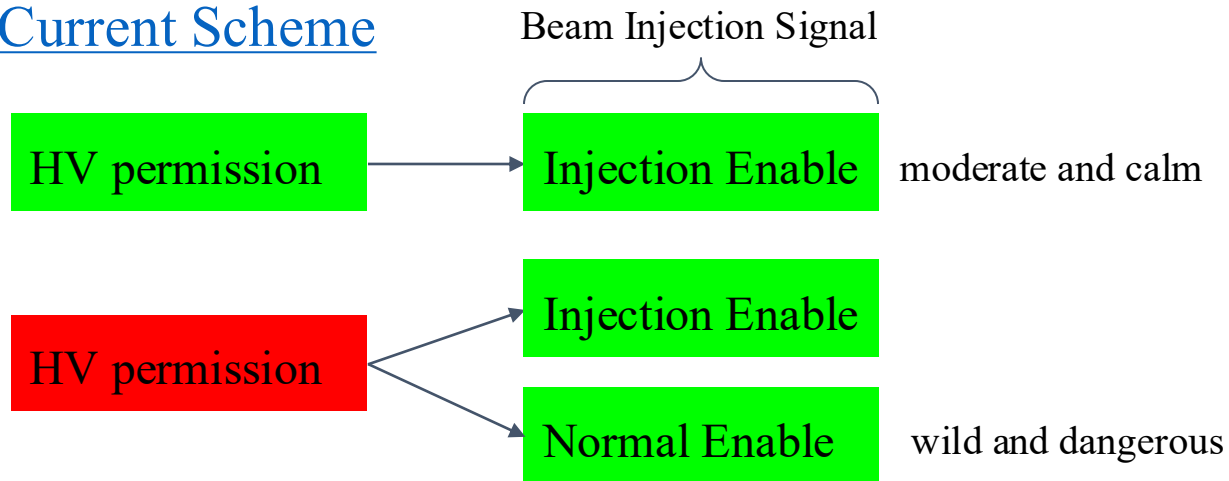 Current Scheme
Beam Injection Signal
HV permission
Injection Enable
moderate and calm
Injection Enable
HV permission
Normal Enable
wild and dangerous